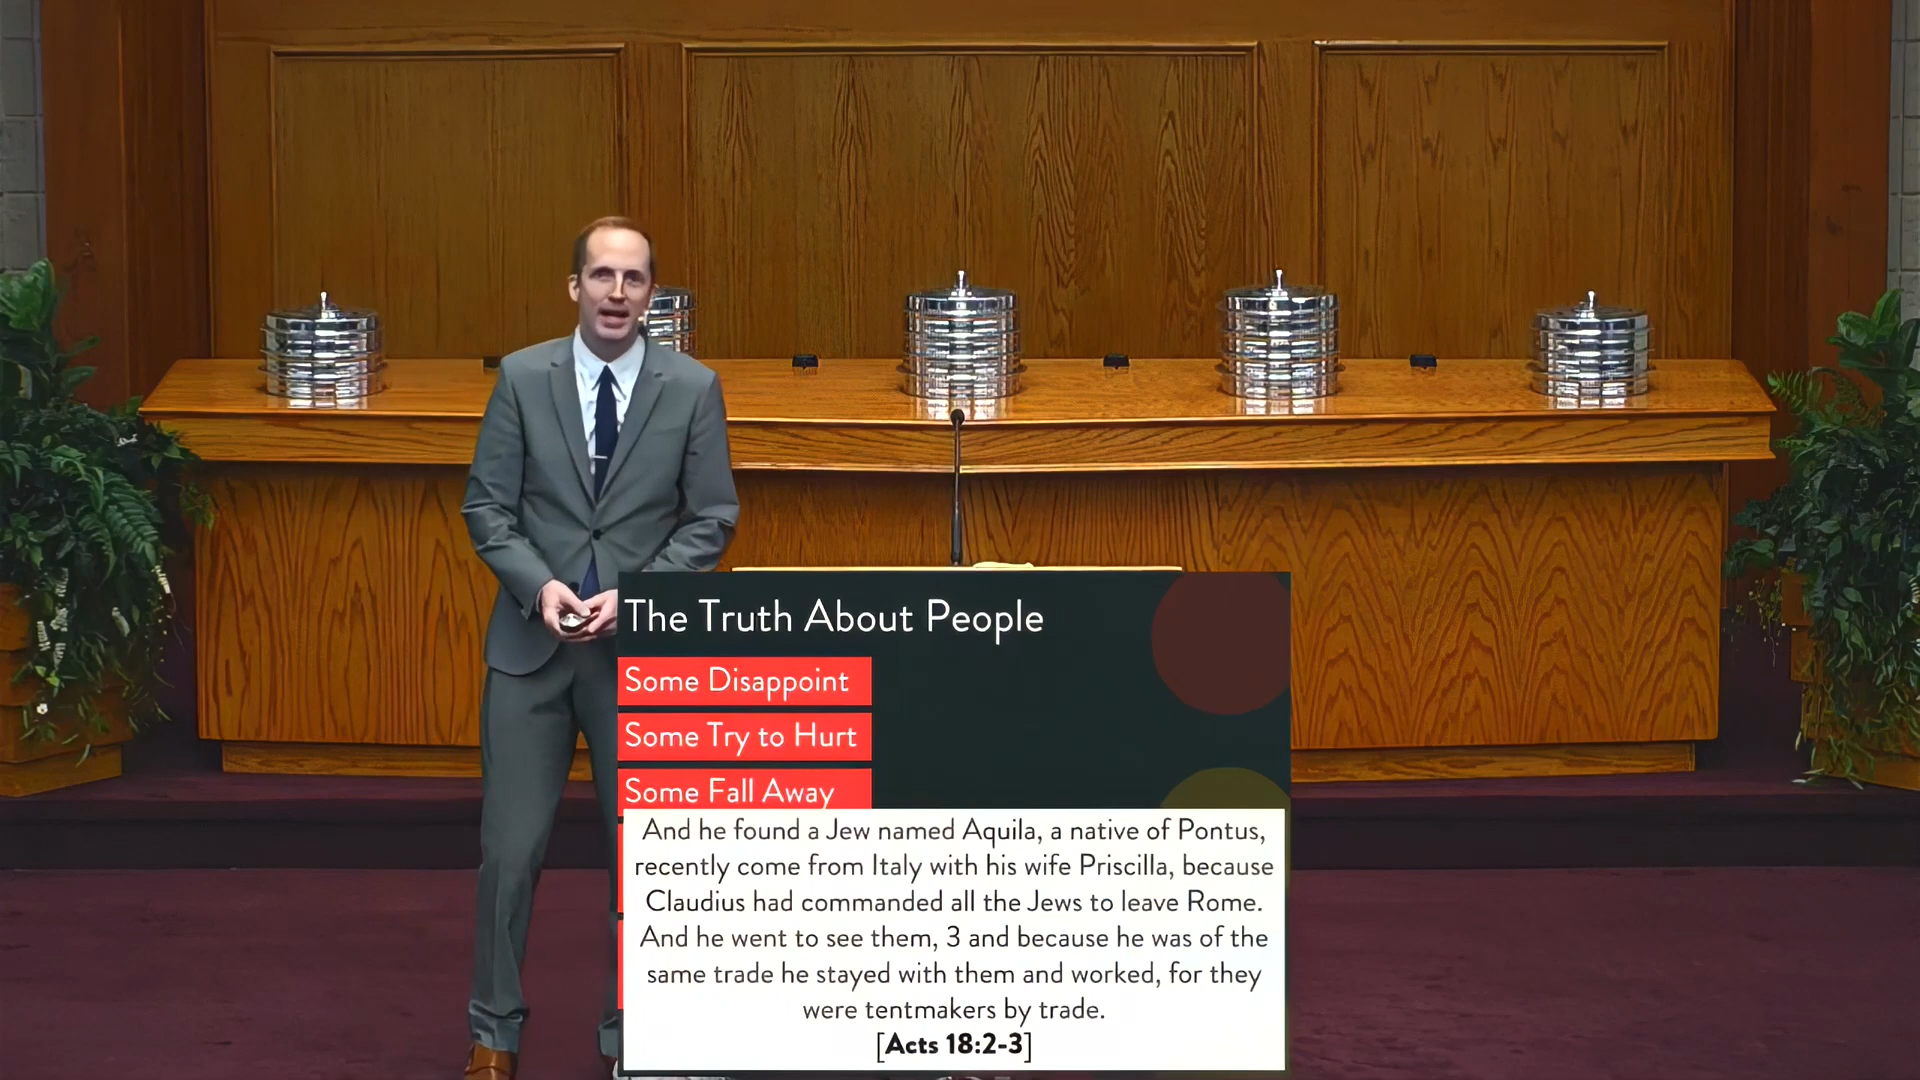 The Truth About People
Some Disappoint
Some Try to Hurt
Some Fall Away
And he found a Jew named Aquila, a native of Pontus,
recently come from Italy with his wife Priscilla, because
Claudius had commanded all the Jews to leave Rome.
And he went to see them, 3 and because he was of the
same trade he stayed with them and worked, for they
were tentmakers by trade.
[Acts 18:2-3]